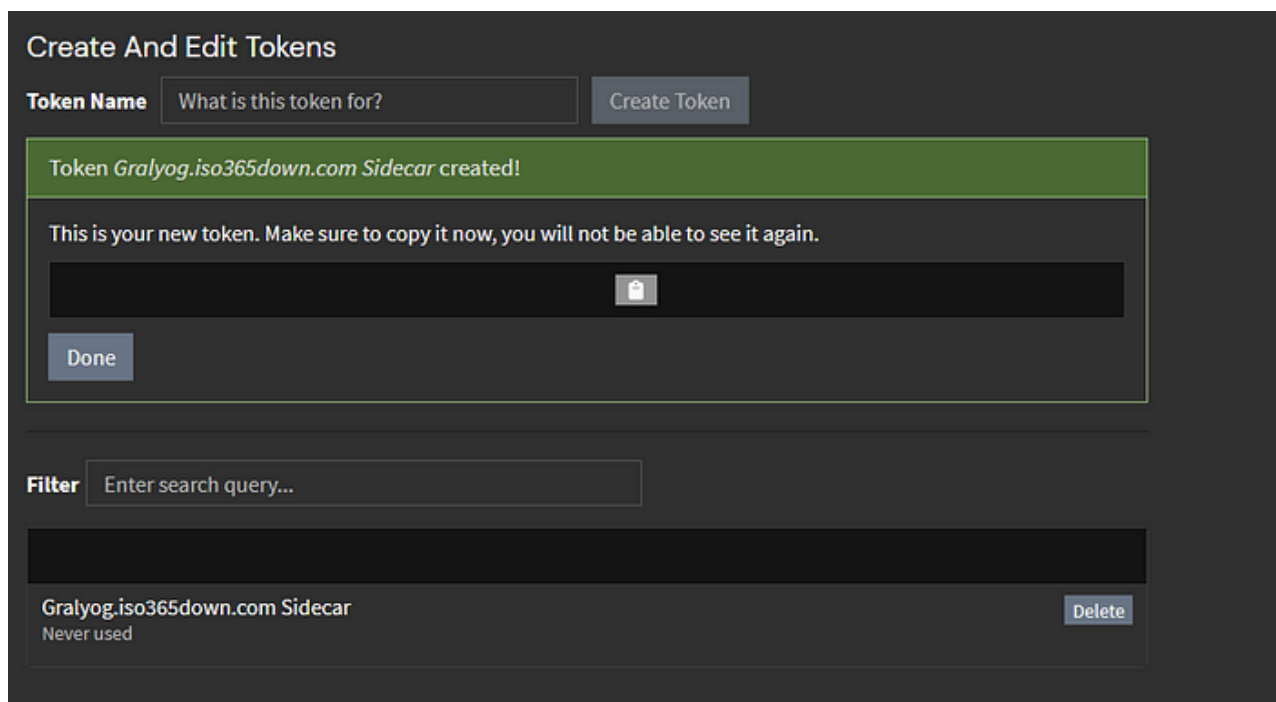 Create And Edit Tokens
Token Name What is this token for? Create Token
Token Gralyog.iso365down.com Sidecar created!
This is your new token. Make sure to copy it now, you will not be able to see it again.
Done
Filter Enter search query...
Gralyog.iso365down.com Sidecar Delete
Never used